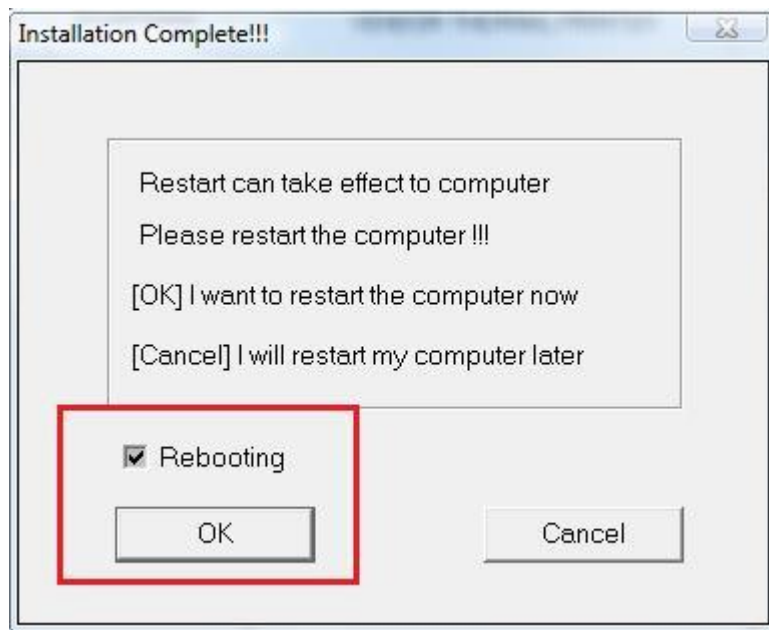 Installation Complete!!!
Restart can take effect to computer
Please restart the computer !!!
[OK] I want to restart the computer now
[Cancel] I will restart my computer later
Rebooting
OK
Cancel